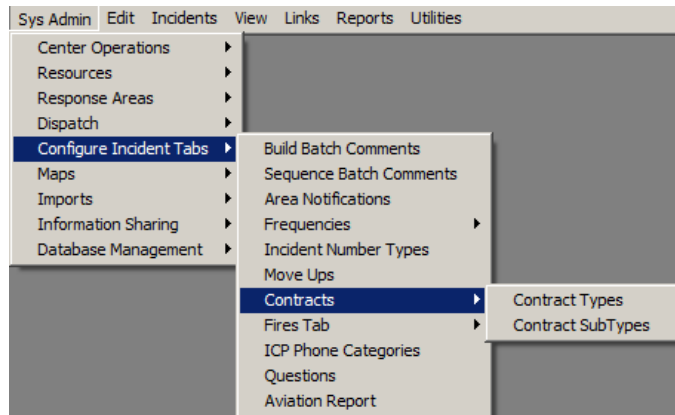 Sys Admin Edit Incidents View Links Reports Utilities
Center Operations
Resources
Response Areas
Dispatch
Configure Incident Tabs
Maps
Imports
Information Sharing
Database Management
Build Batch Comments
Sequence Batch Comments
Area Notifications
Frequencies
Incident Number Types
Move Ups
Contracts
Fires Tab
ICP Phone Categories
Questions
Aviation Report
Contract Types
Contract SubTypes